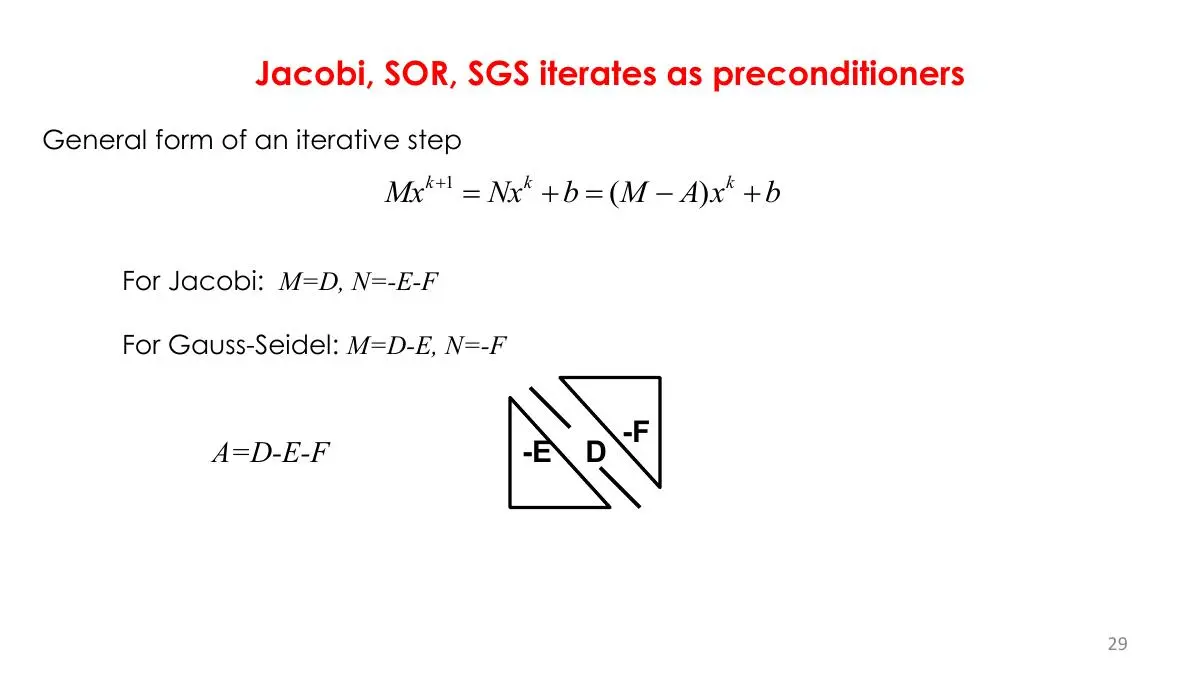 Jacobi, SOR, SGS iterates as preconditioners
General form of an iterative step
Mx^{k+1} = Nx^k + b = (M − A)x^k + b
For Jacobi: M=D, N=-E-F
For Gauss-Seidel: M=D-E, N=-F
A=D-E-F
-E D -F
29